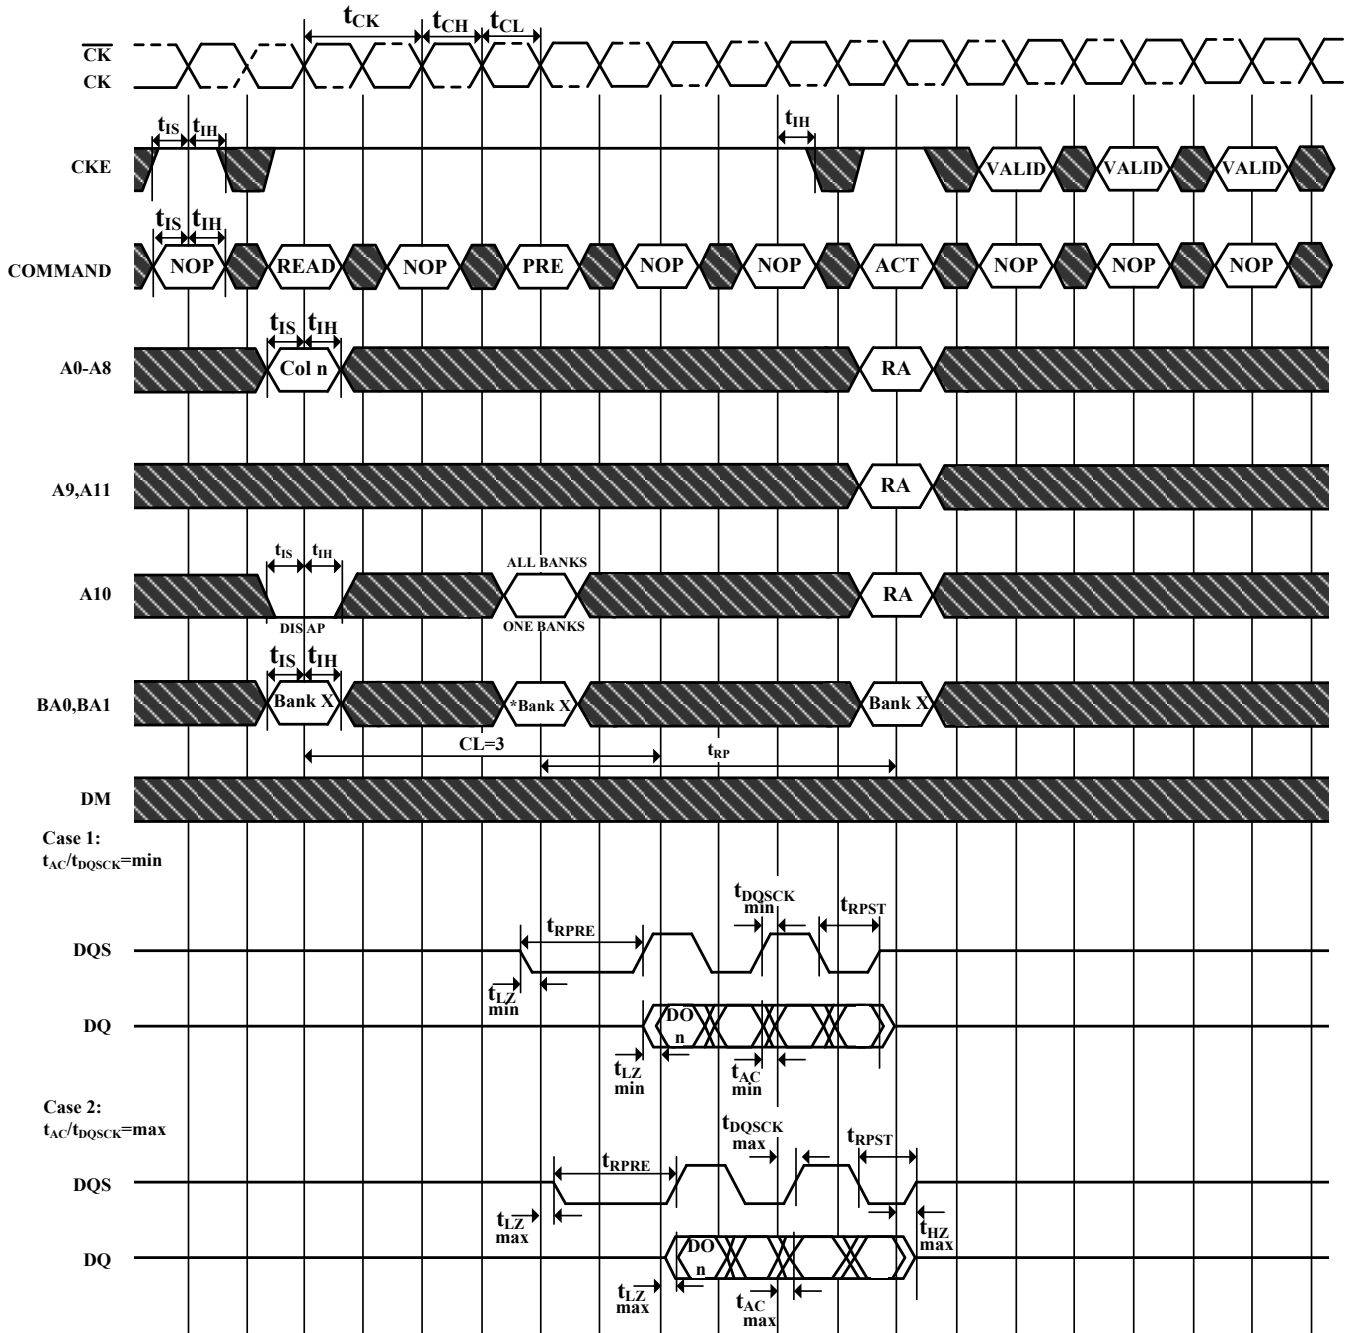 tCK tCH tCL
CK
CK
tIS tIH tIH
CKE VALID VALID VALID
tIS tIH
COMMAND NOP READ NOP PRE NOP NOP ACT NOP NOP NOP
tIS tIH
A0-A8 Col n RA
A9,A11 RA
tIS tIH ALL BANKS
A10 RA
DIS AP ONE BANKS
tIS tIH
BA0,BA1 Bank X *Bank X Bank X
CL=3 tRP
DM
Case 1:
tAC/tDQSCK=min
tDQSCK
min
tRPST
tRPRE
DQS
tLZ
min
DQ DO
n
tLZ
min
tAC
min
Case 2:
tAC/tDQSCK=max
tDQSCK
max
tRPST
tRPRE
DQS
tLZ
max
tHZ
max
DQ DO
n
tLZ
max
tAC
max